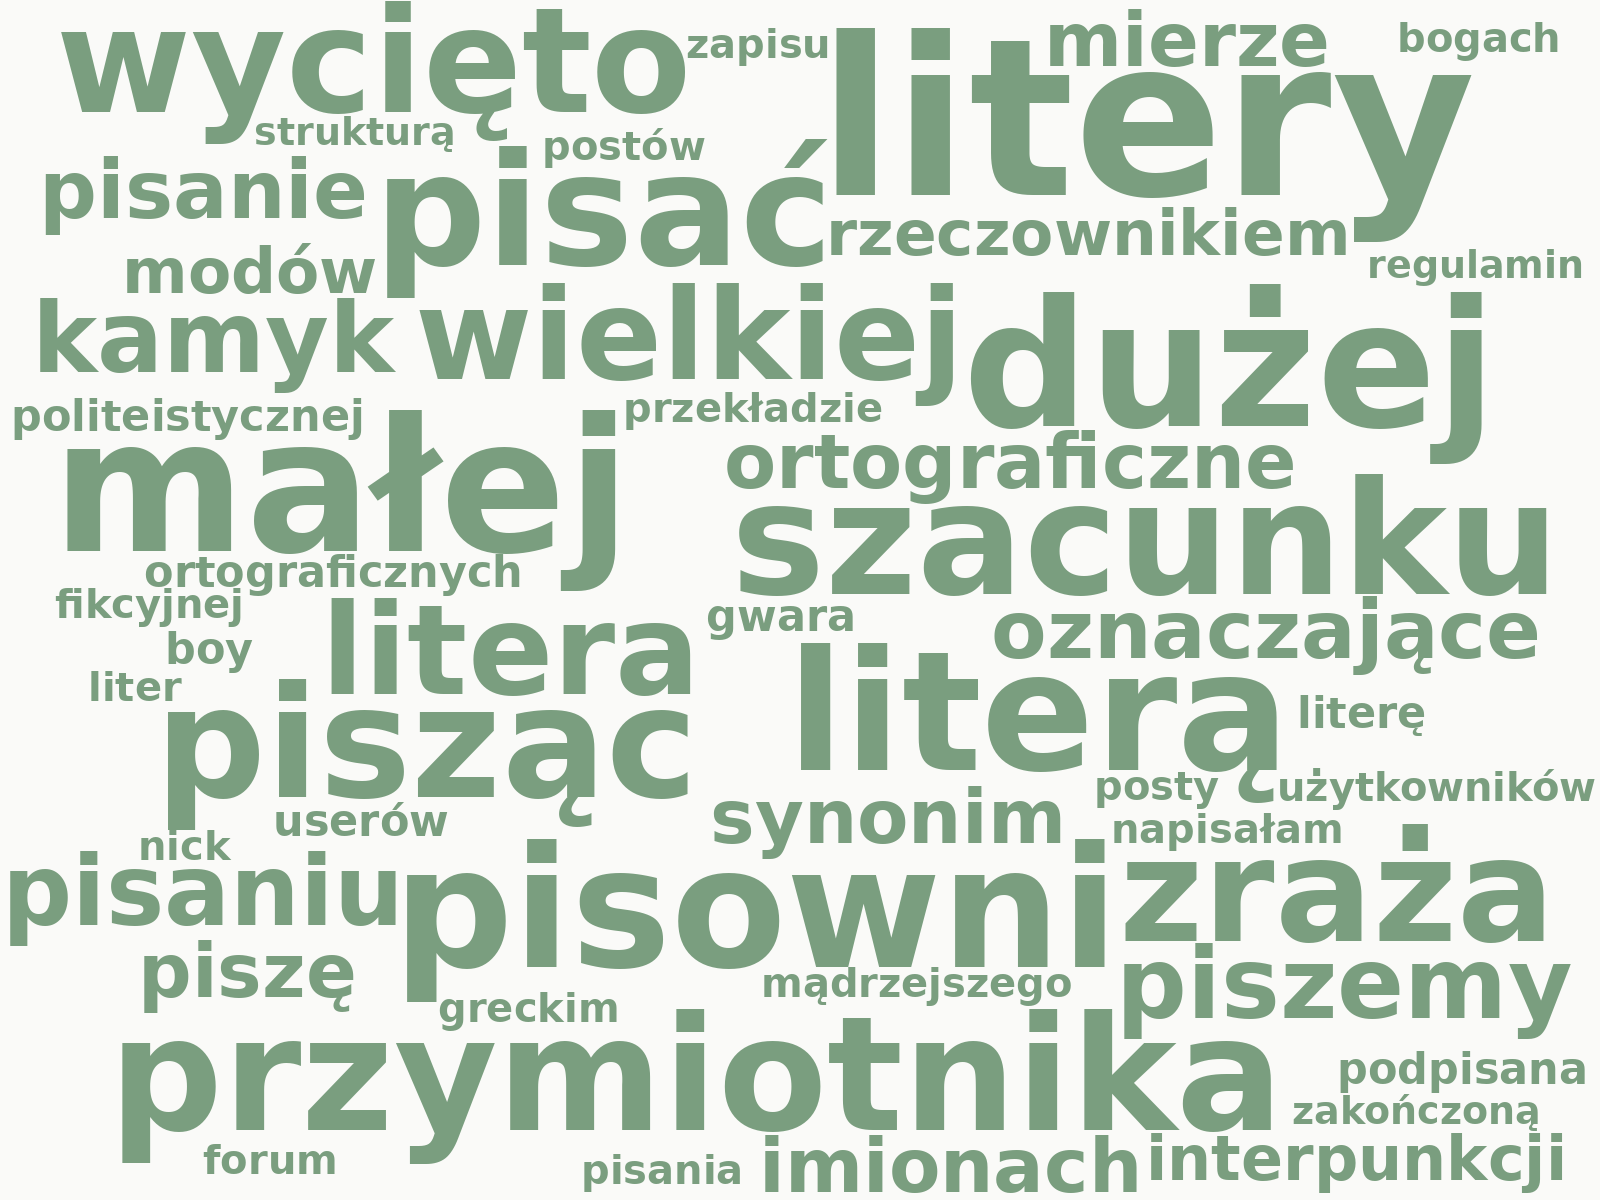 wycięto zapisu litery mierze bogach
strukturą postów
pisanie pisać rzeczownikiem
modów regulamin
kamyk wielkiej dużej
politeistycznej przekładzie
małej ortograficzne
szacunku
ortograficznych
fikcyjnej gwara oznaczające
boy litera
liter literą literę
pisząc posty użytkowników
userów synonim napisałam
nick
pisaniu pisowni zraża
piszę mądrzejszego piszemy
greckim
przymiotnika podpisana
zakończoną
forum pisania imionach interpunkcji